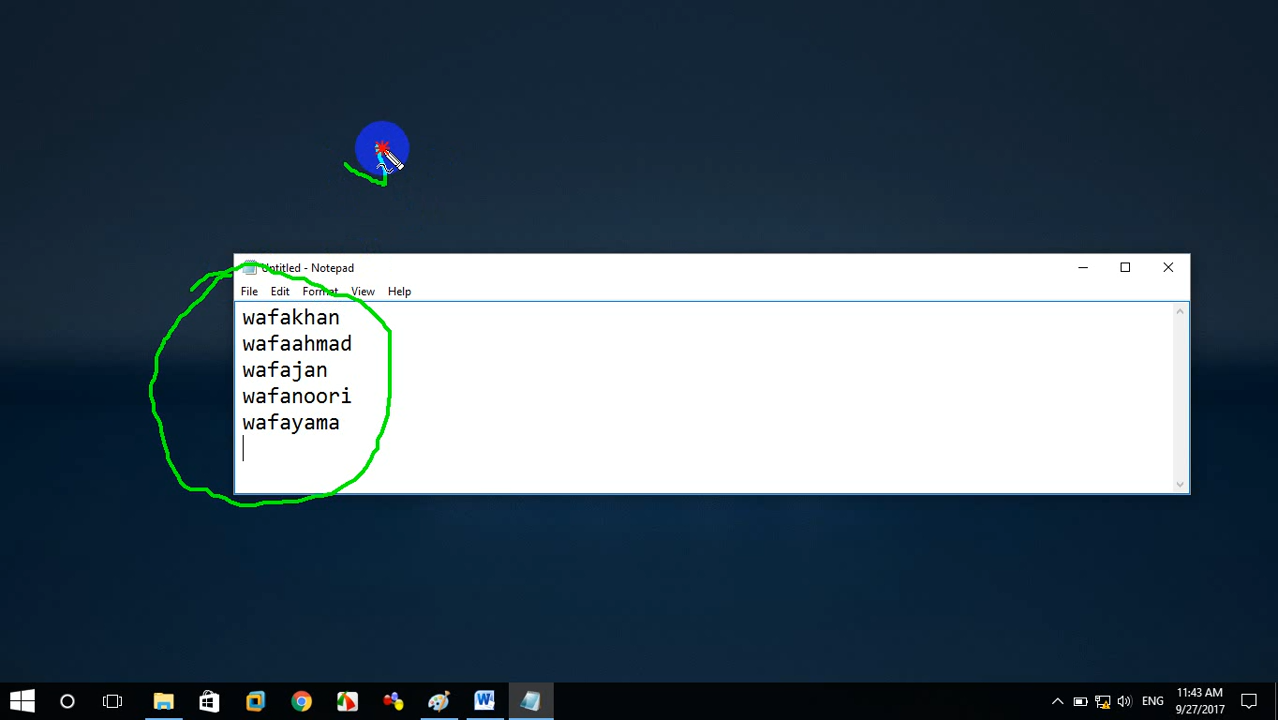 Untitled - Notepad
File Edit Format View Help
wafakhan
wafaahmad
wafajan
wafanoori
wafayama
ENG
11:43 AM
9/27/2017